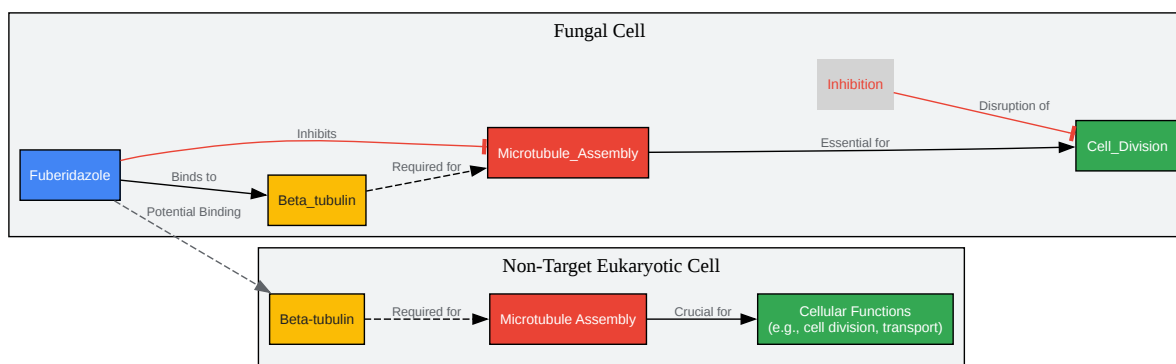 Fungal Cell
Inhibition
Disruption of
Inhibits
Essential for
Microtubule_Assembly
Cell_Division
Required for
Fuberidazole
Binds to
Beta_tubulin
Potential Binding
Non-Target Eukaryotic Cell
Beta-tubulin
Required for
Microtubule Assembly
Crucial for
Cellular Functions
(e.g., cell division, transport)